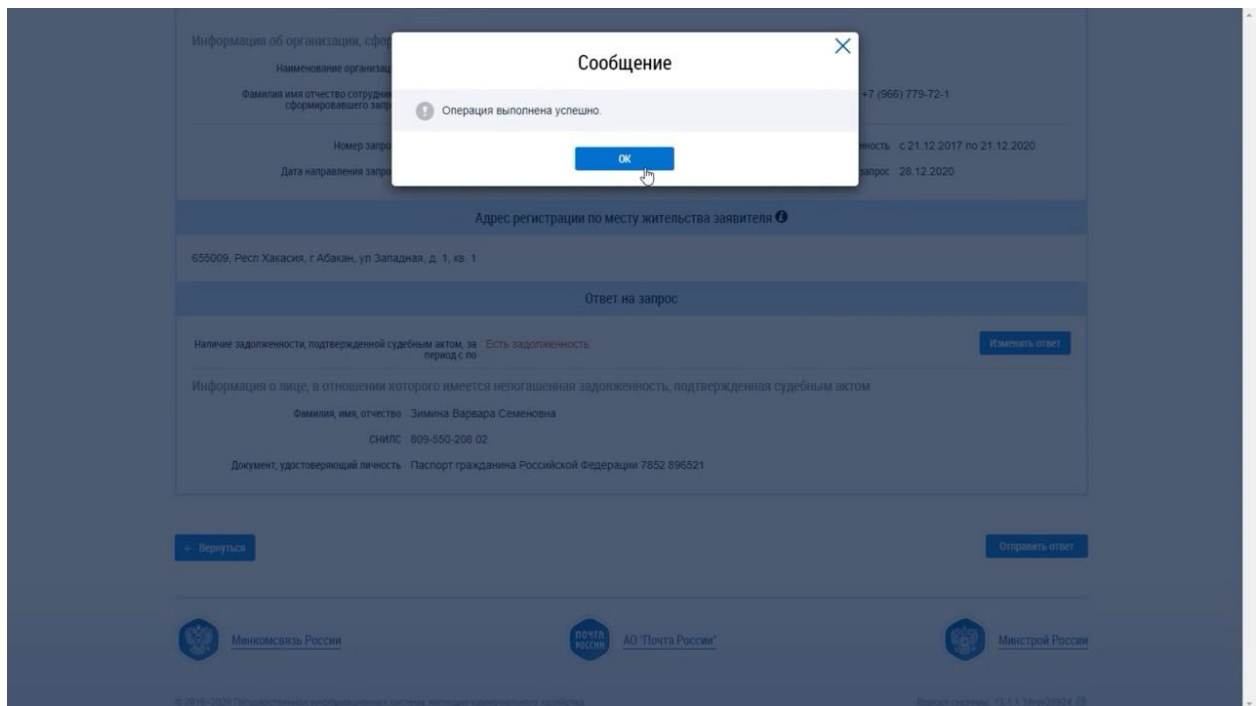 Информация об организации, сфор
Сообщение
Наименование организац
Фамилия имя отчество сотрудни
сформировавшего запр
+7 (966) 779-72-1
Операция выполнена успешно.
Номер запро
нность с 21.12.2017 по 21.12.2020
ОК
Дата направления запро
запрос 28.12.2020
Адрес регистрации по месту жительства заявителя
655009, Респ Хакасия, г Абакан, ул Западная, д. 1, кв. 1
Ответ на запрос
Наличие задолженности, подтвержденной судебным актом, за Есть задолженность Изменить ответ
период с по
Информация о лице, в отношении которого имеется непогашенная задолженность, подтвержденная судебным актом
Фамилия, имя, отчество Зимина Варвара Семеновна
СНИЛС 809-550-208 02
Документ, удостоверяющий личность Паспорт гражданина Российской Федерации 7852 896521
← Вернуться Отправить ответ
Минкомсвязь России ПОЧТА РОССИИ АО "Почта России" Минстрой России